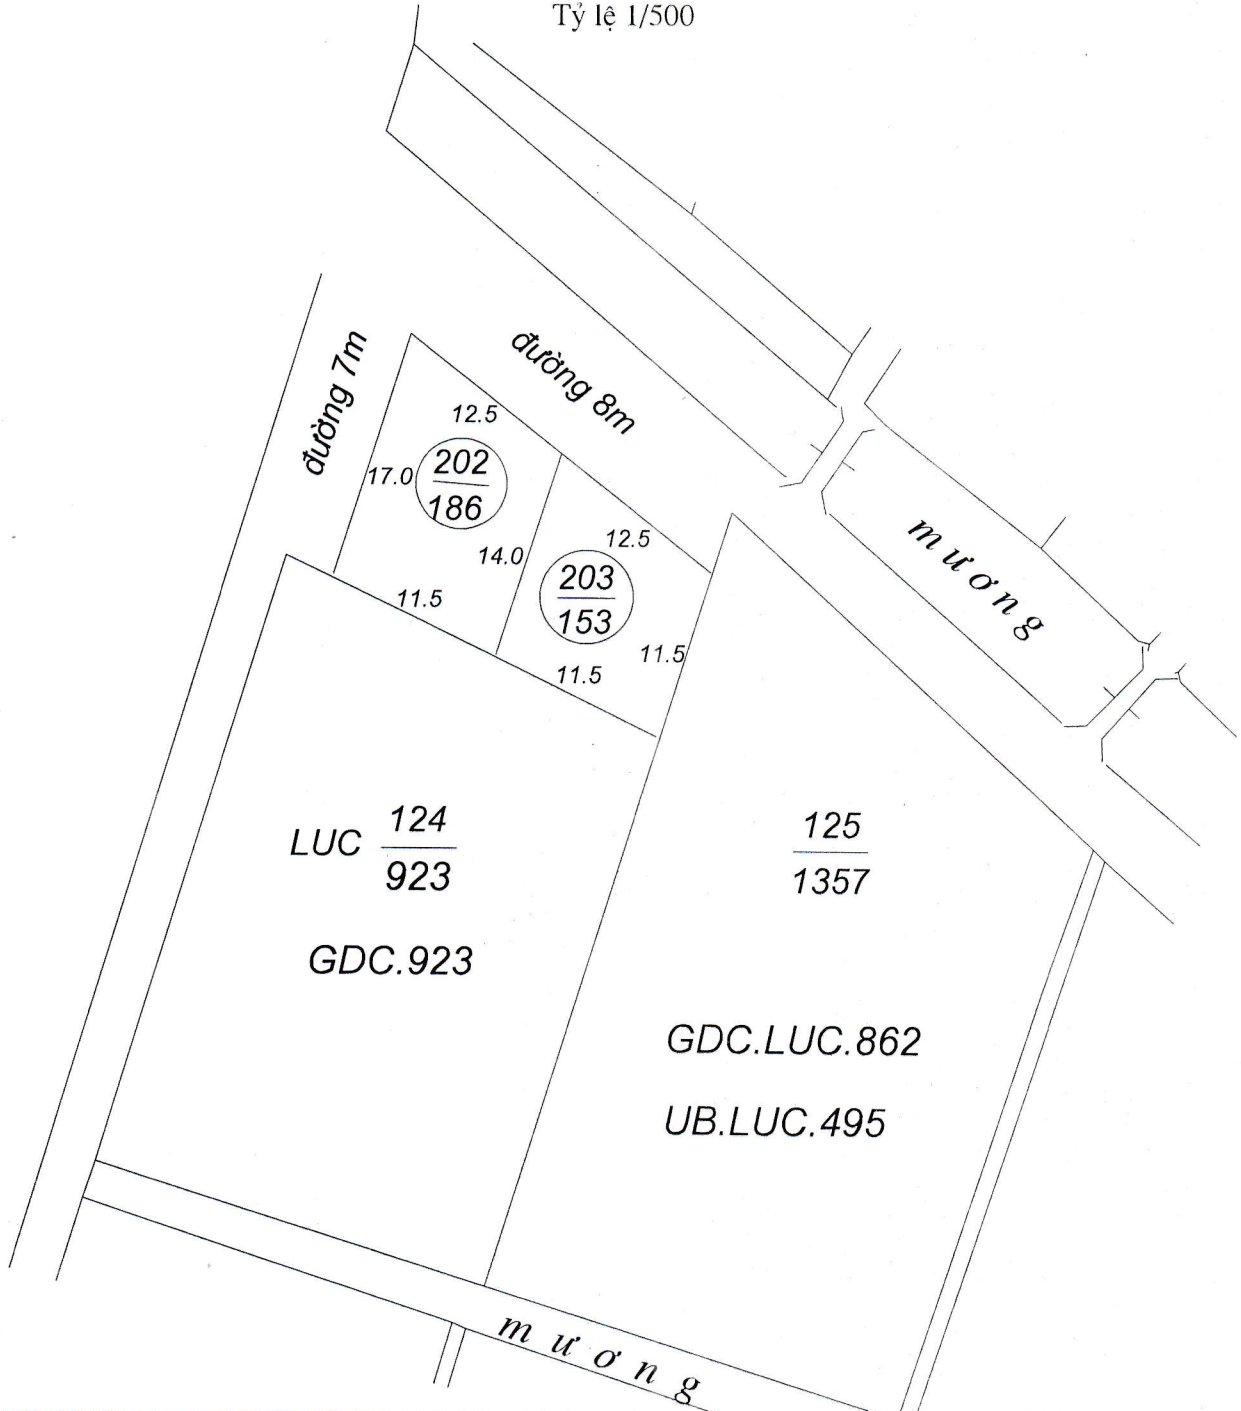 Tỷ lệ 1/500
đường 7m
đường 8m
12.5
17.0
202
186
14.0
11.5
12.5
203
153
11.5
11.5
mương
LUC
124
923
GDC.923
125
1357
GDC.LUC.862
UB.LUC.495
mương